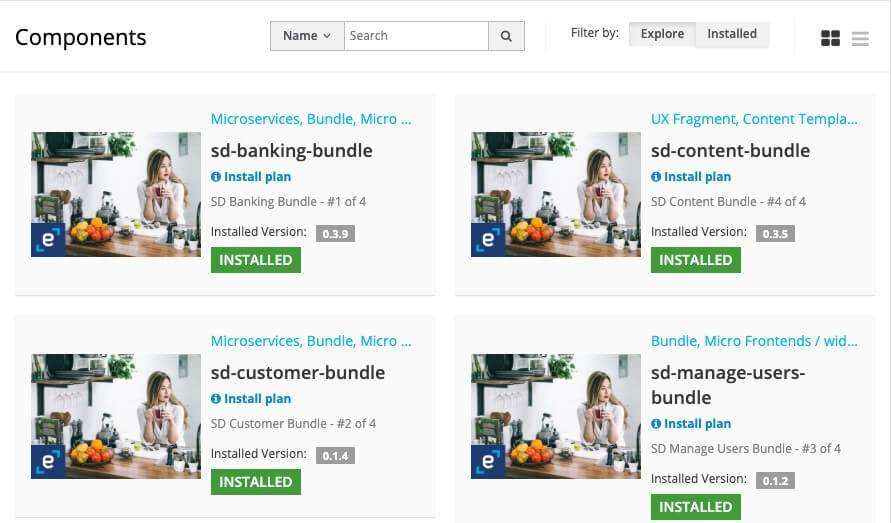 Components
Name
Search
Filter by:
Explore
Installed
Microservices, Bundle, Micro ...
sd-banking-bundle
Install plan
SD Banking Bundle - #1 of 4
Installed Version: 0.3.9
INSTALLED
UX Fragment, Content Templa...
sd-content-bundle
Install plan
SD Content Bundle - #4 of 4
Installed Version: 0.3.5
INSTALLED
Microservices, Bundle, Micro ...
sd-customer-bundle
Install plan
SD Customer Bundle - #2 of 4
Installed Version: 0.1.4
INSTALLED
Bundle, Micro Frontends / wid...
sd-manage-users-
bundle
Install plan
SD Manage Users Bundle - #3 of 4
Installed Version: 0.1.2
INSTALLED